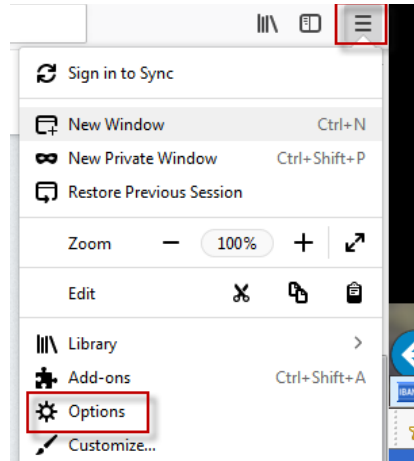 Sign in to Sync
New Window Ctrl+N
New Private Window Ctrl+Shift+P
Restore Previous Session
Zoom 100%
Edit
Library
Add-ons Ctrl+Shift+A
Options
Customize...